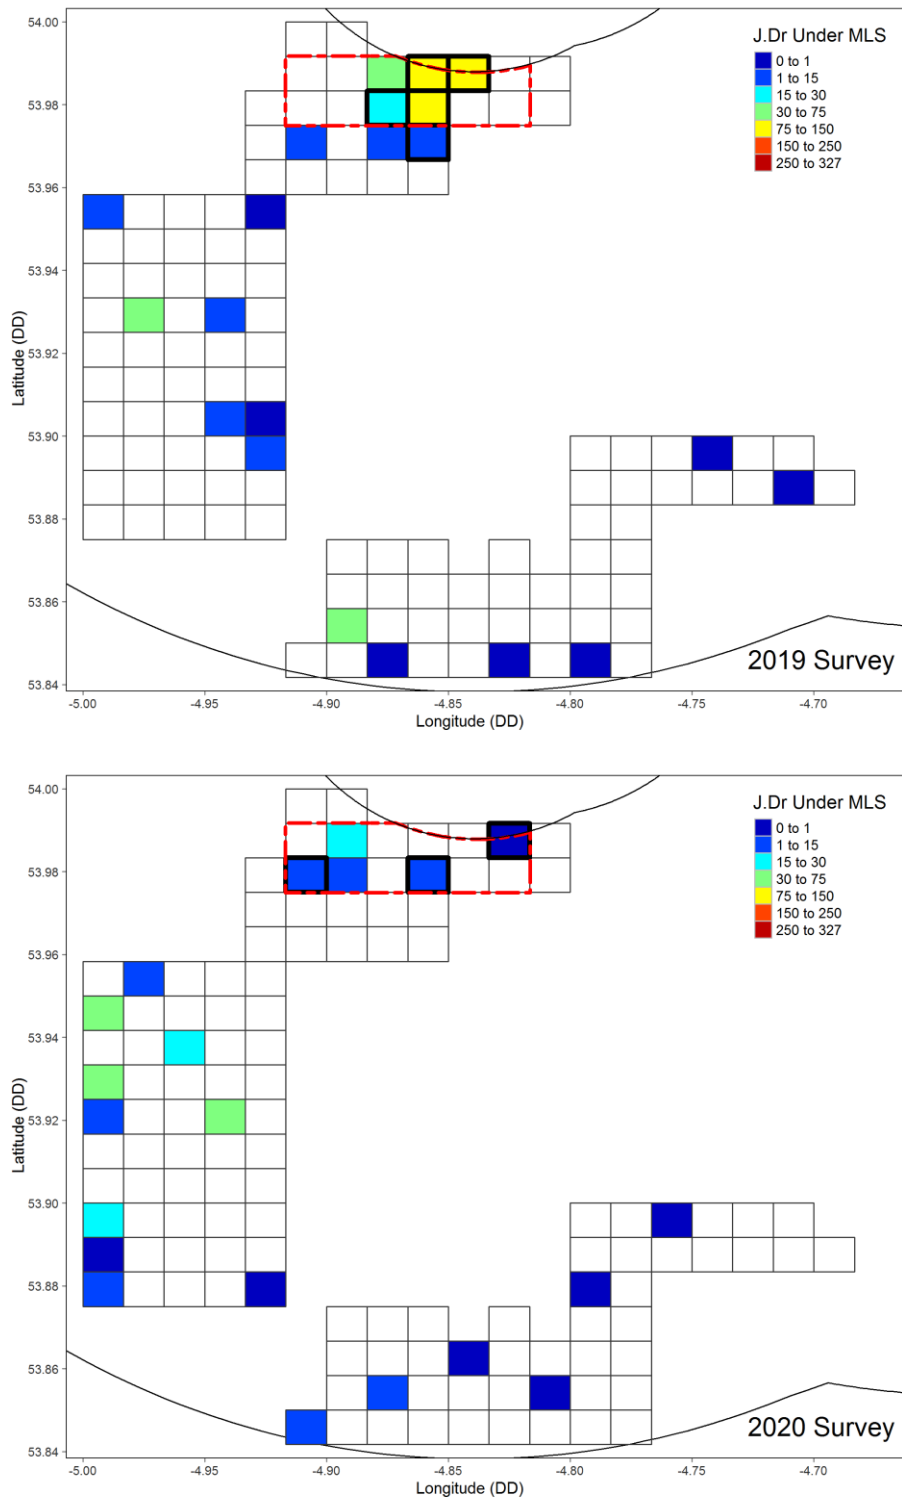 J.Dr Under MLS
0 to 1
1 to 15
15 to 30
30 to 75
75 to 150
150 to 250
250 to 327
54.00
53.98
53.96
53.94
53.92
53.90
53.88
53.86
53.84
Latitude (DD)
2019 Survey
-5.00 -4.95 -4.90 -4.85 -4.80 -4.75 -4.70
Longitude (DD)
J.Dr Under MLS
0 to 1
1 to 15
15 to 30
30 to 75
75 to 150
150 to 250
250 to 327
54.00
53.98
53.96
53.94
53.92
53.90
53.88
53.86
53.84
Latitude (DD)
2020 Survey
-5.00 -4.95 -4.90 -4.85 -4.80 -4.75 -4.70
Longitude (DD)